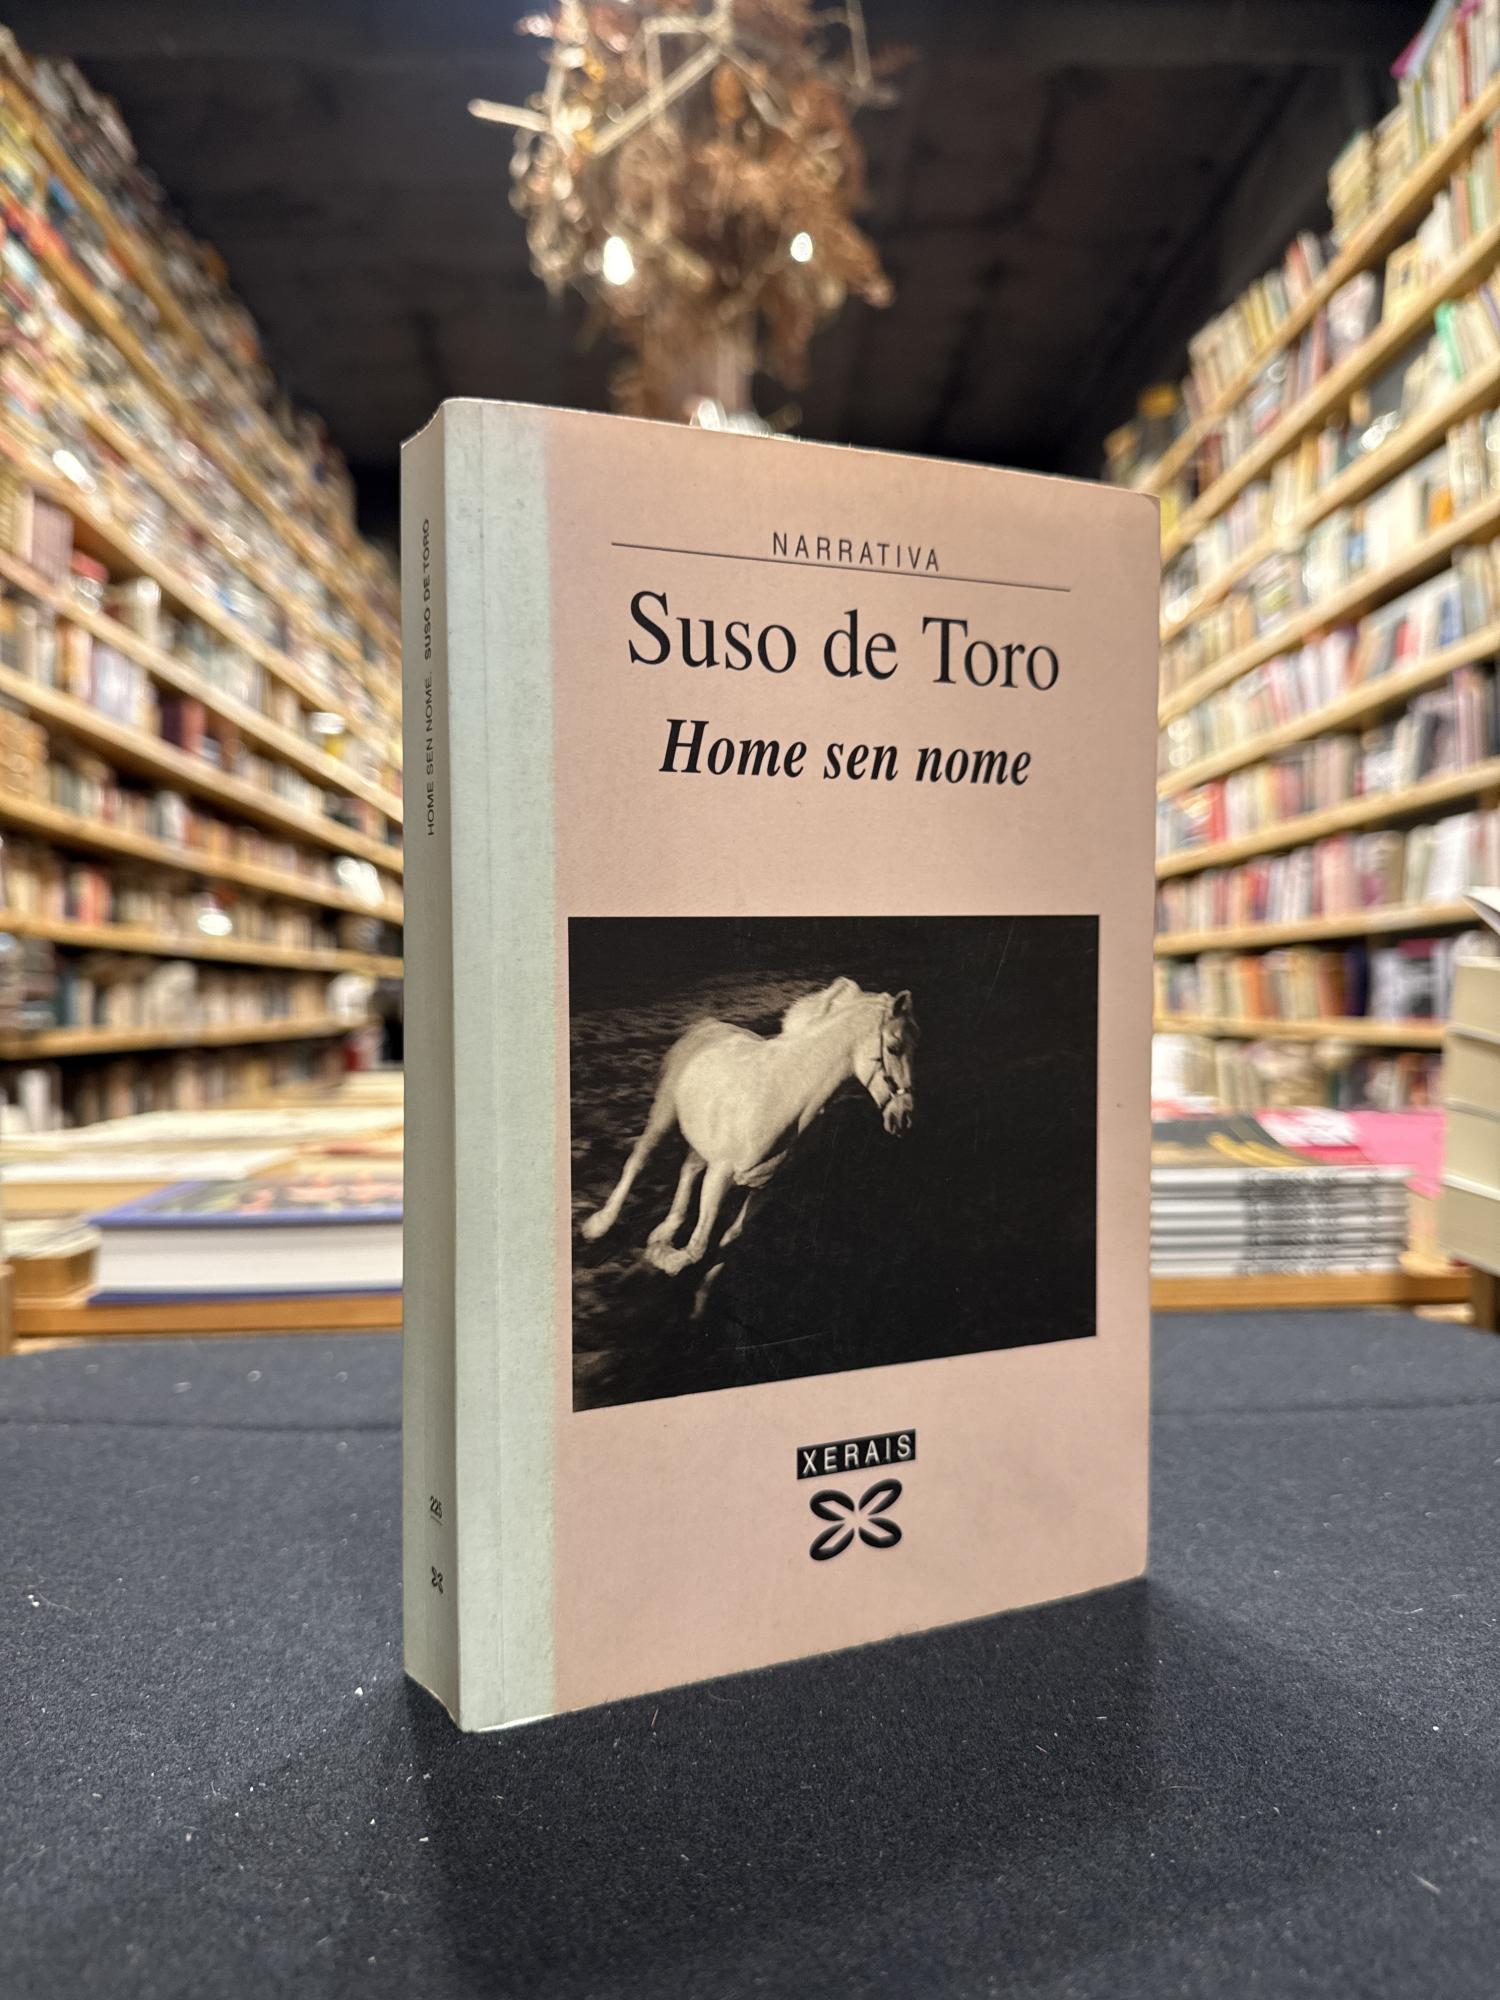 NARRATIVA
Suso de Toro
Home sen nome
XERAIS
HOME SEN NOME. SUSO DE TORO
225